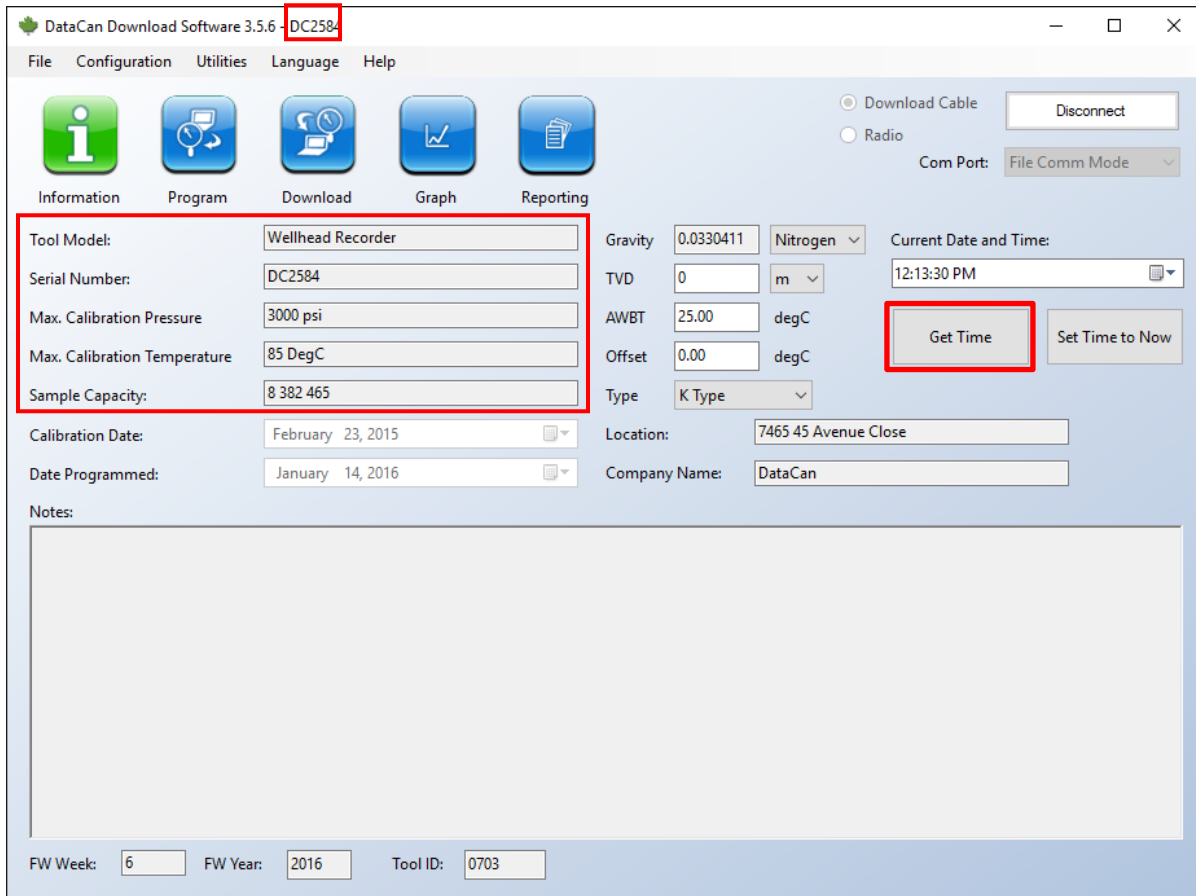 DataCan Download Software 3.5.6 - DC2584
File Configuration Utilities Language Help
Download Cable
Radio
Disconnect
Com Port: File Comm Mode
Information Program Download Graph Reporting
Tool Model: Wellhead Recorder
Serial Number: DC2584
Max. Calibration Pressure 3000 psi
Max. Calibration Temperature 85 DegC
Sample Capacity: 8 382 465
Calibration Date: February 23, 2015
Date Programmed: January 14, 2016
Gravity 0.0330411 Nitrogen
TVD 0 m
AWBT 25.00 degC
Offset 0.00 degC
Type K Type
Location: 7465 45 Avenue Close
Company Name: DataCan
Current Date and Time:
12:13:30 PM
Get Time Set Time to Now
Notes:
FW Week: 6 FW Year: 2016 Tool ID: 0703